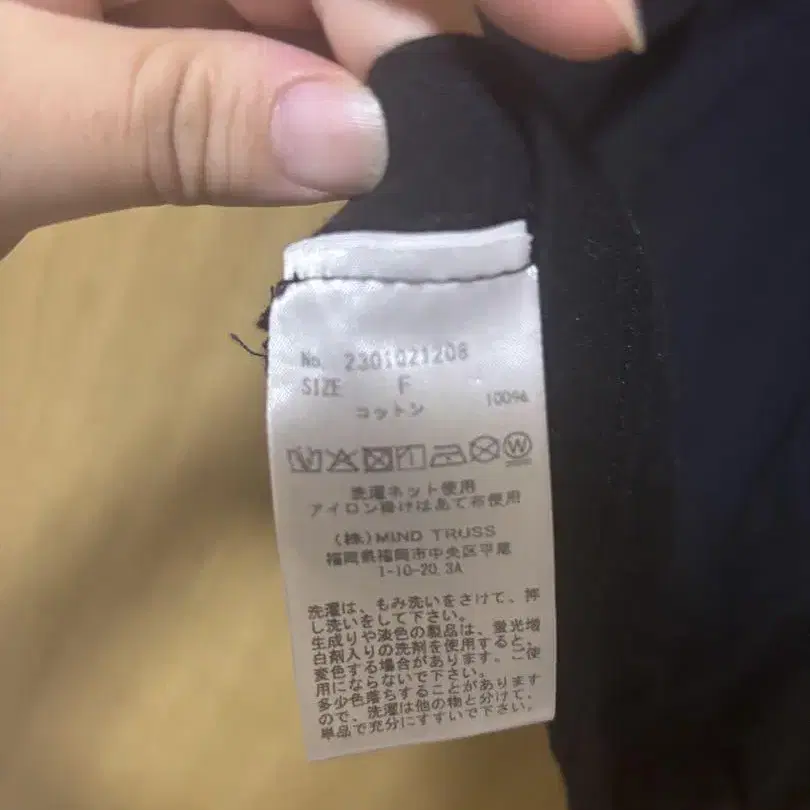 No. 2301021208
SIZE F
コットン 100%
W
洗濯ネット使用
アイロン掛けはあて布使用
(株)MIND TRUSS
福岡県福岡市中央区平尾
1-10-20.3A
洗濯は、もみ洗いをさけて、押
し洗いをして下さい。
生成りや淡色の製品は、蛍光増
白剤入りの洗剤を使用すると、
変色する場合があります。ご使
用にならないで下さい。
多少色落ちすることがあります
ので、洗濯は他の物と分けて、
単品で充分にすすいで下さい。